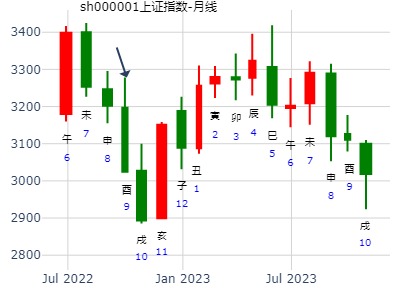 sh000001上证指数-月线
3400
3300
3200
3100
3000
2900
2800
午
6
未
7
申
8
酉
9
戌
10
亥
11
子
12
丑
1
寅
2
卯
3
辰
4
巳
5
午
6
未
7
申
8
酉
9
戌
10
Jul 2022
Jan 2023
Jul 2023